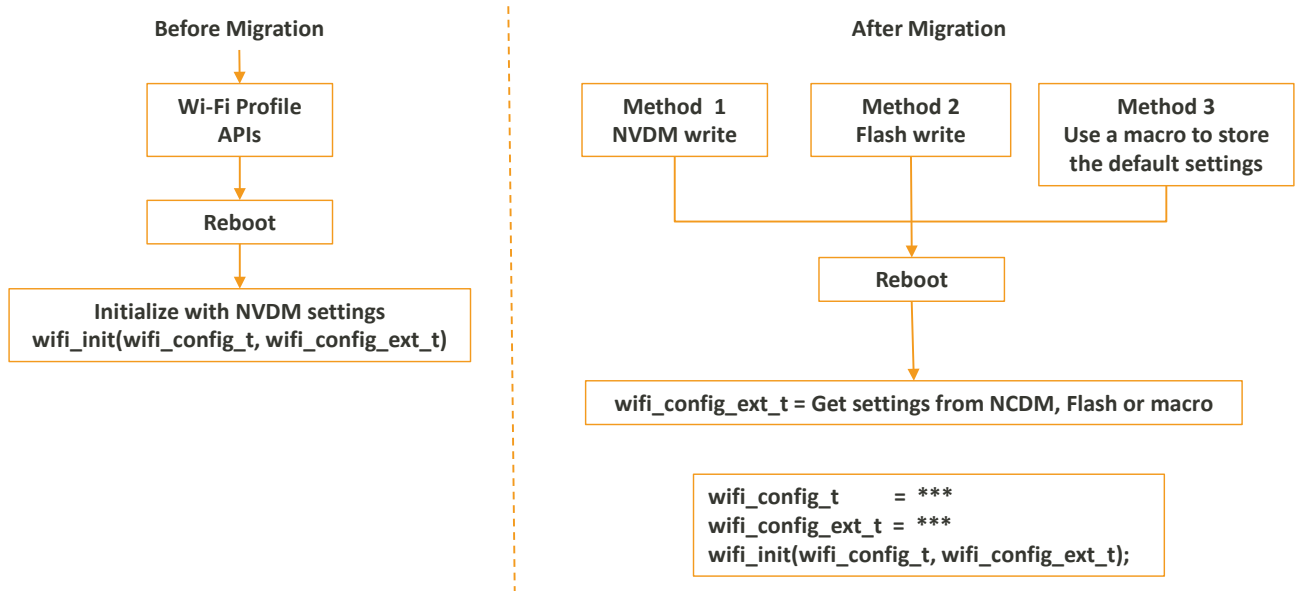 Before Migration
Wi-Fi Profile
APIs
Reboot
Initialize with NVDM settings
wifi_init(wifi_config_t, wifi_config_ext_t)
After Migration
Method 1
NVDM write
Method 2
Flash write
Method 3
Use a macro to store
the default settings
Reboot
wifi_config_ext_t = Get settings from NCDM, Flash or macro
wifi_config_t = ***
wifi_config_ext_t = ***
wifi_init(wifi_config_t, wifi_config_ext_t);